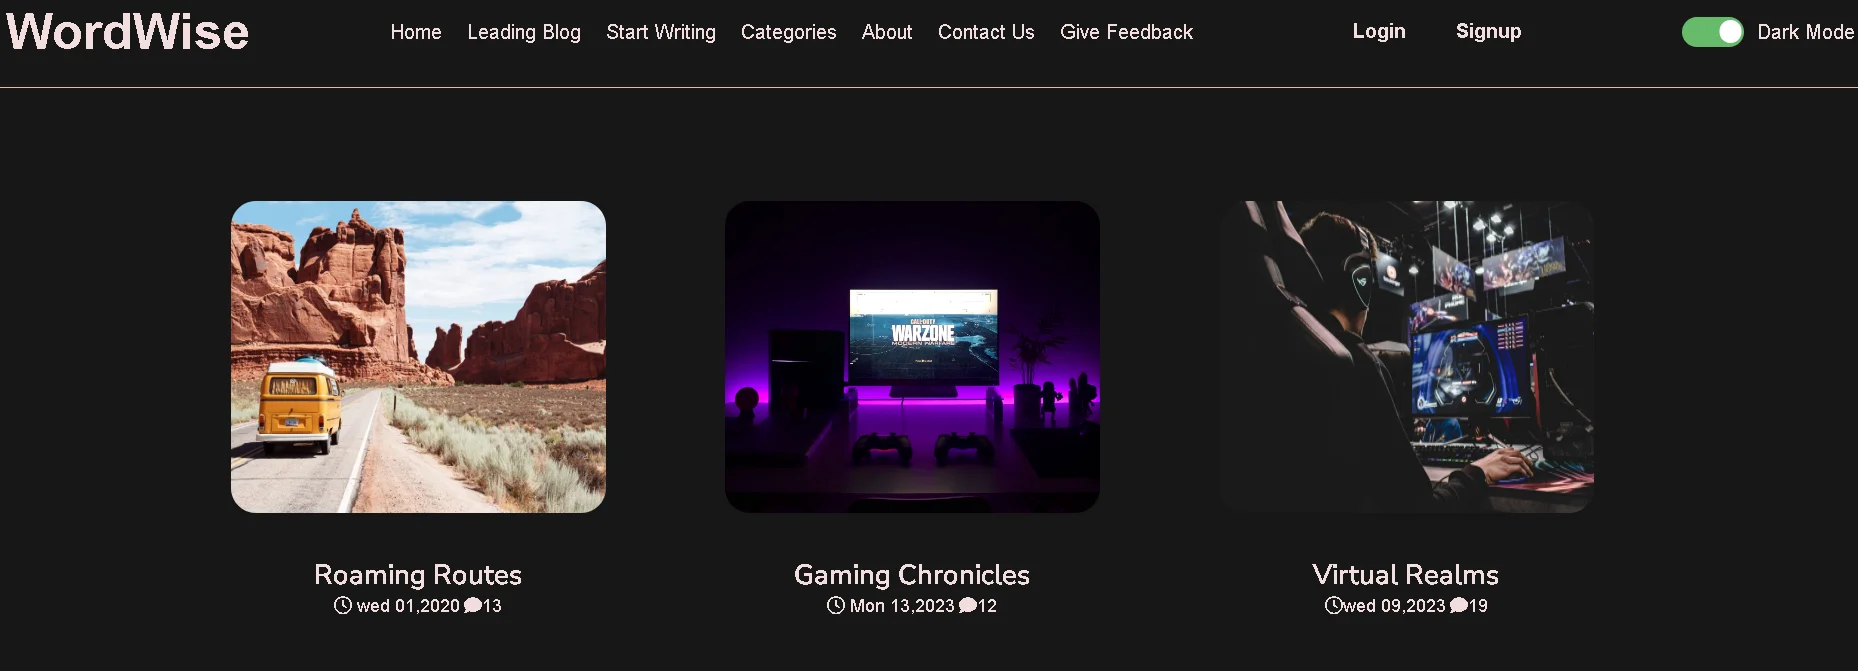 WordWise
Home Leading Blog Start Writing Categories About Contact Us Give Feedback
Login Signup
Dark Mode
CALL OF DUTY
WARZONE
MODERN WARFARE
Roaming Routes
wed 01,2020 13
Gaming Chronicles
Mon 13,2023 12
Virtual Realms
wed 09,2023 19